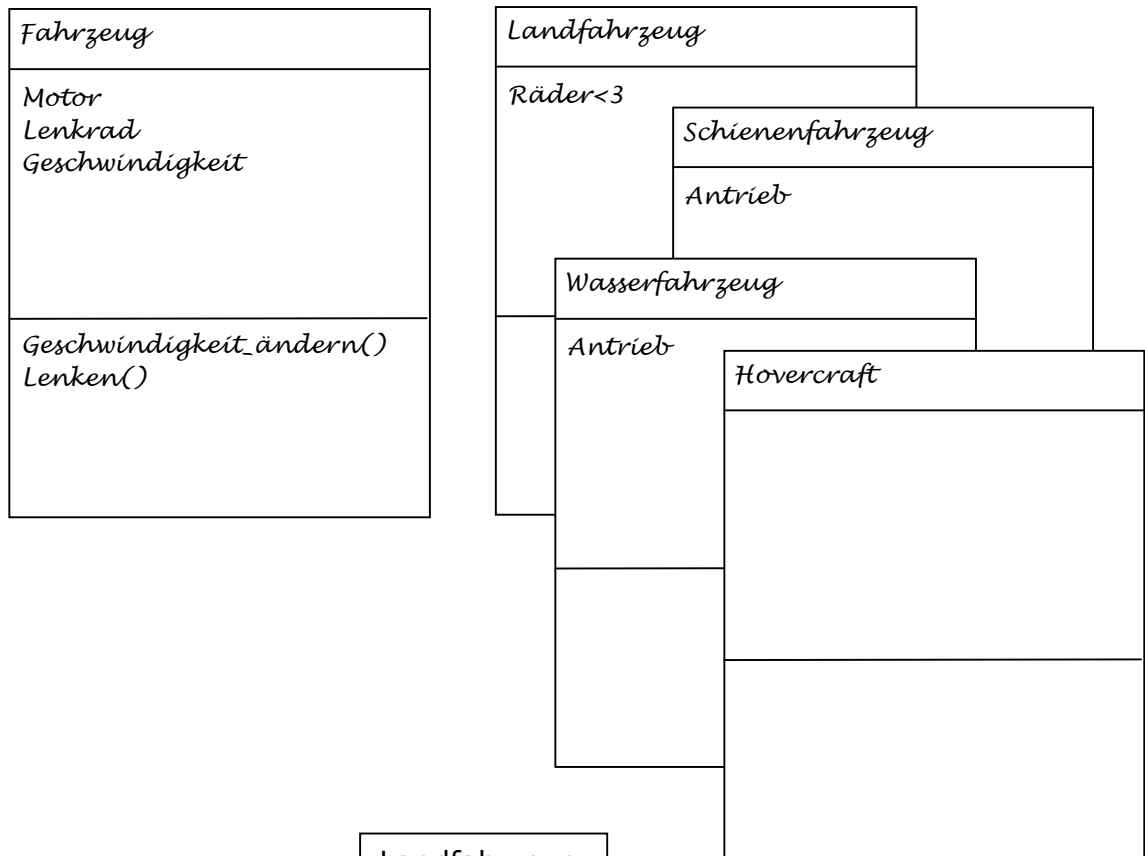 Fahrzeug
Motor
Lenkrad
Geschwindigkeit
Geschwindigkeit_ändern()
Lenken()
Landfahrzeug
Räder<3
Schienenfahrzeug
Antrieb
Wasserfahrzeug
Antrieb
Hovercraft